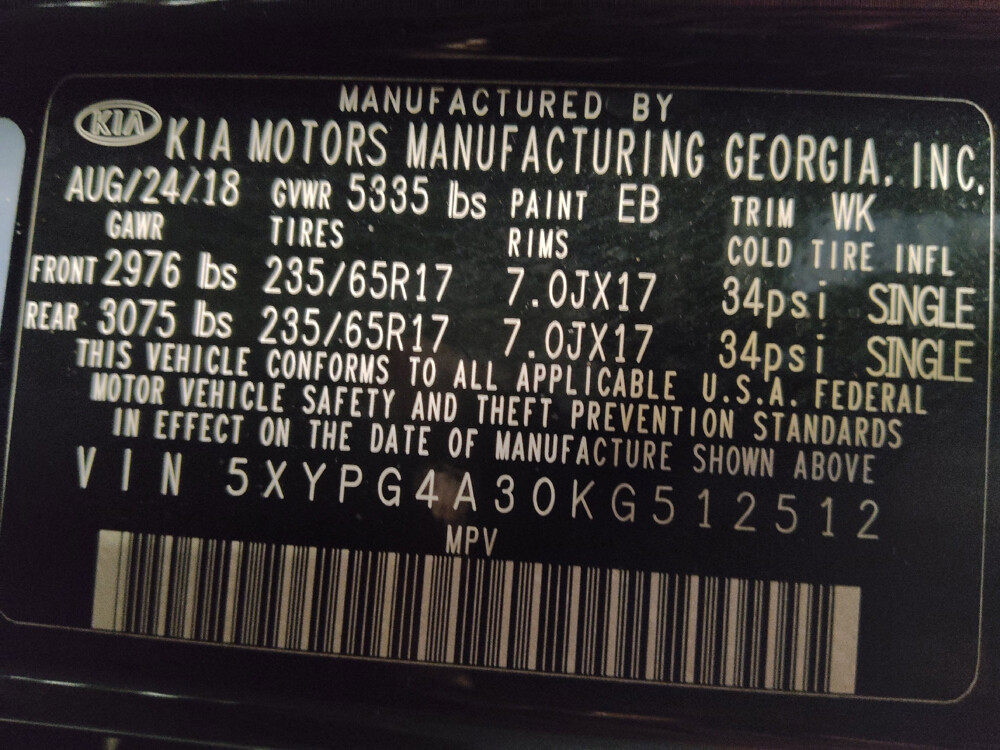 MANUFACTURED BY
KIA KIA MOTORS MANUFACTURING GEORGIA, INC.
AUG/24/18 GVWR 5335 lbs PAINT EB TRIM WK
GAWR TIRES RIMS COLD TIRE INFL
FRONT 2976 lbs 235/65R17 7.0JX17 34psi SINGLE
REAR 3075 lbs 235/65R17 7.0JX17 34psi SINGLE
THIS VEHICLE CONFORMS TO ALL APPLICABLE U.S.A. FEDERAL
MOTOR VEHICLE SAFETY AND THEFT PREVENTION STANDARDS
IN EFFECT ON THE DATE OF MANUFACTURE SHOWN ABOVE
VIN 5XYPG4A30KG512512
MPV